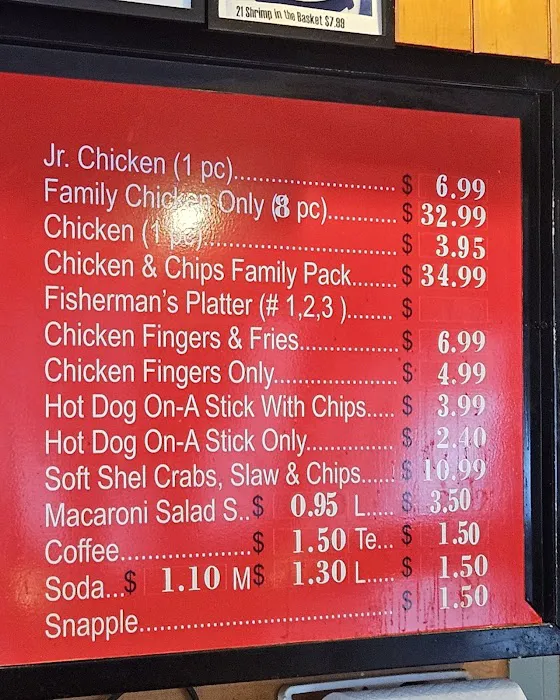 21 Shrimp in the Basket $7.99
Jr. Chicken (1 pc)........................... $ 6.99
Family Chicken Only (8 pc)........... $ 32.99
Chicken (1 pc)................................ $ 3.95
Chicken & Chips Family Pack....... $ 34.99
Fisherman's Platter (# 1,2,3 )....... $
Chicken Fingers & Fries................ $ 6.99
Chicken Fingers Only.................... $ 4.99
Hot Dog On-A Stick With Chips..... $ 3.99
Hot Dog On-A Stick Only.............. $ 2.40
Soft Shel Crabs, Slaw & Chips...... $ 10.99
Macaroni Salad S..$ 0.95 L.... $ 3.50
Coffee....................$ 1.50 Te... $ 1.50
Soda...$ 1.10 M$ 1.30 L..... $ 1.50
Snapple......................................... $ 1.50